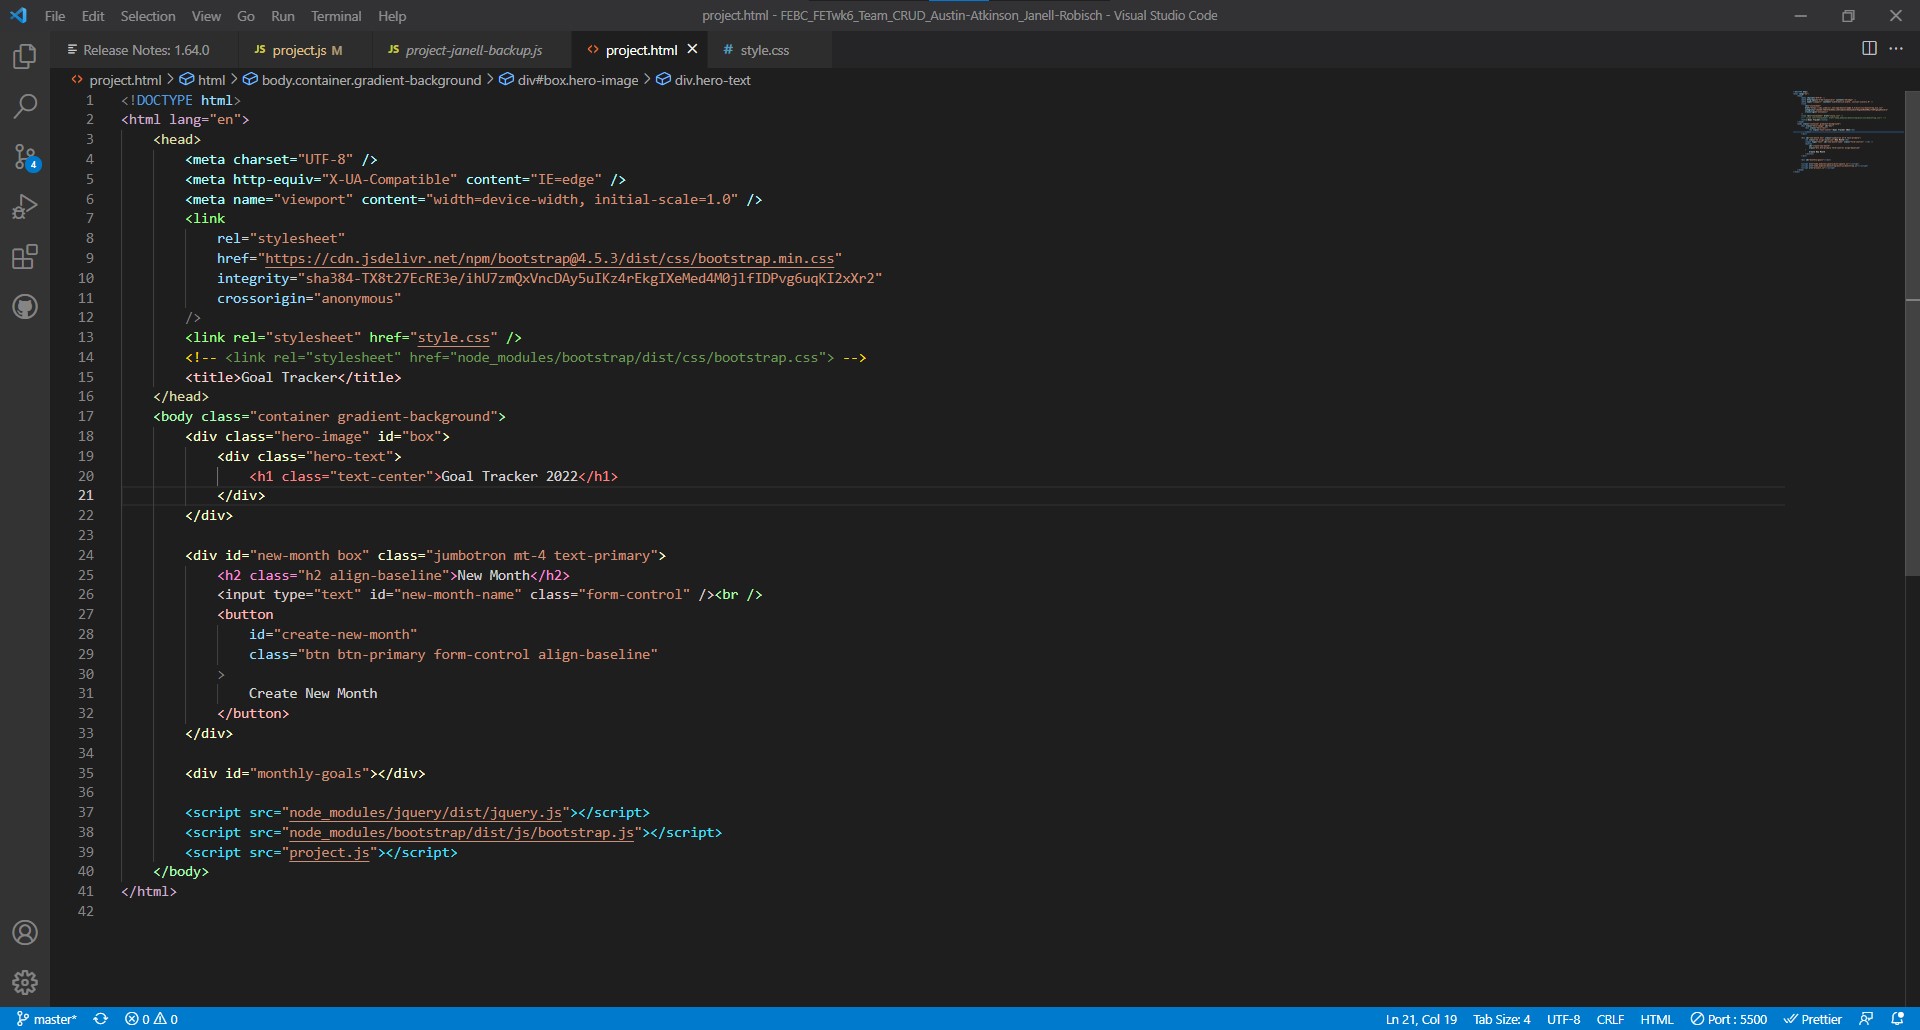 File Edit Selection View Go Run Terminal Help
project.html - FEBC_FETwk6_Team_CRUD_Austin-Atkinson_Janell-Robisch - Visual Studio Code
Release Notes: 1.64.0 JS project.js M JS project-janell-backup.js <> project.html # style.css
<> project.html > html > body.container.gradient-background > div#box.hero-image > div.hero-text
1 <!DOCTYPE html>
2 <html lang="en">
3 <head>
4 <meta charset="UTF-8" />
5 <meta http-equiv="X-UA-Compatible" content="IE=edge" />
6 <meta name="viewport" content="width=device-width, initial-scale=1.0" />
7 <link
8 rel="stylesheet"
9 href="https://cdn.jsdelivr.net/npm/bootstrap@4.5.3/dist/css/bootstrap.min.css"
10 integrity="sha384-TX8t27EcRE3e/ihU7zmQxVncDAy5uIKz4rEkgIXeMed4M0jlfIDPvg6uqKI2xXr2"
11 crossorigin="anonymous"
12 />
13 <link rel="stylesheet" href="style.css" />
14 <!-- <link rel="stylesheet" href="node_modules/bootstrap/dist/css/bootstrap.css"> -->
15 <title>Goal Tracker</title>
16 </head>
17 <body class="container gradient-background">
18 <div class="hero-image" id="box">
19 <div class="hero-text">
20 <h1 class="text-center">Goal Tracker 2022</h1>
21 </div>
22 </div>
23
24 <div id="new-month box" class="jumbotron mt-4 text-primary">
25 <h2 class="h2 align-baseline">New Month</h2>
26 <input type="text" id="new-month-name" class="form-control" /><br />
27 <button
28 id="create-new-month"
29 class="btn btn-primary form-control align-baseline"
30 >
31 Create New Month
32 </button>
33 </div>
34
35 <div id="monthly-goals"></div>
36
37 <script src="node_modules/jquery/dist/jquery.js"></script>
38 <script src="node_modules/bootstrap/dist/js/bootstrap.js"></script>
39 <script src="project.js"></script>
40 </body>
41 </html>
42
4
master* 0 0 Ln 21, Col 19 Tab Size: 4 UTF-8 CRLF HTML Port : 5500 Prettier